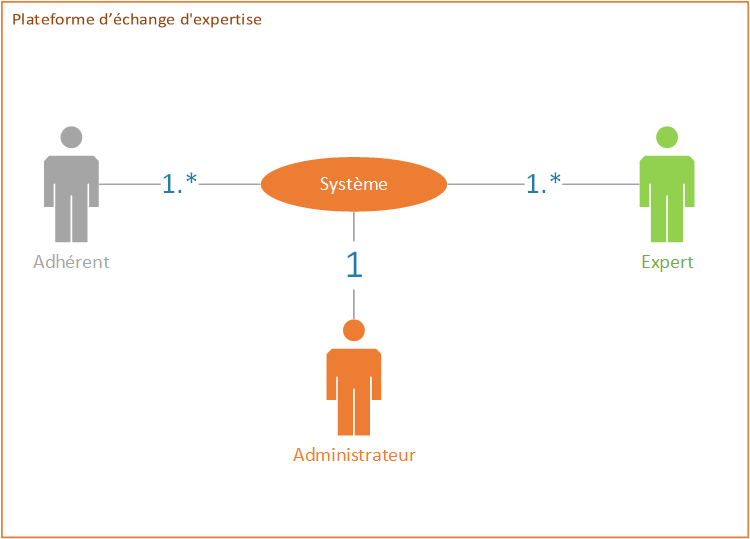 Plateforme d’échange d'expertise
1.*
Système
1.*
Adhérent
1
Expert
Administrateur